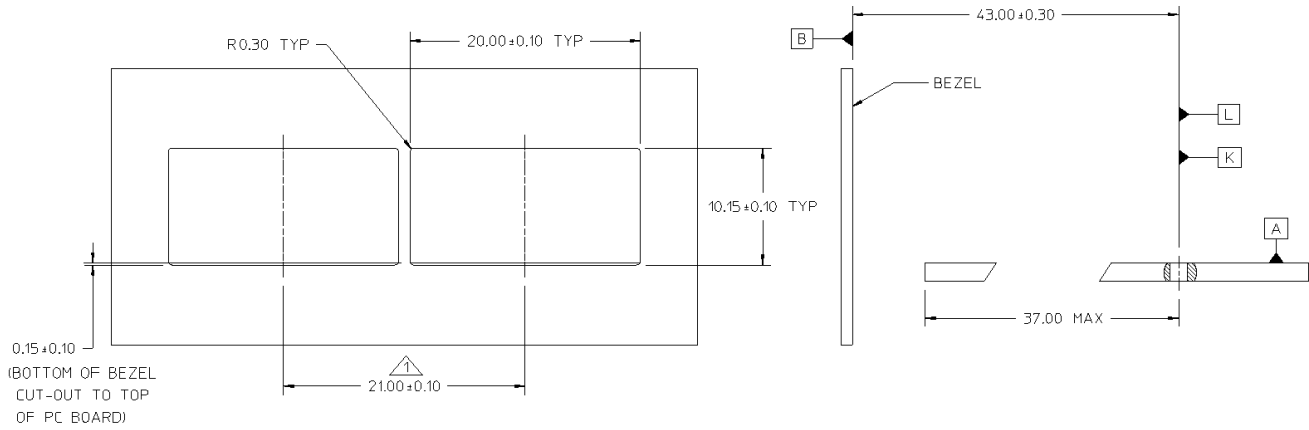 43.00±0.30
B
R0.30 TYP
20.00±0.10 TYP
BEZEL
L
K
10.15±0.10 TYP
A
37.00 MAX
0.15±0.10
(BOTTOM OF BEZEL
CUT-OUT TO TOP
OF PC BOARD)
1
21.00±0.10